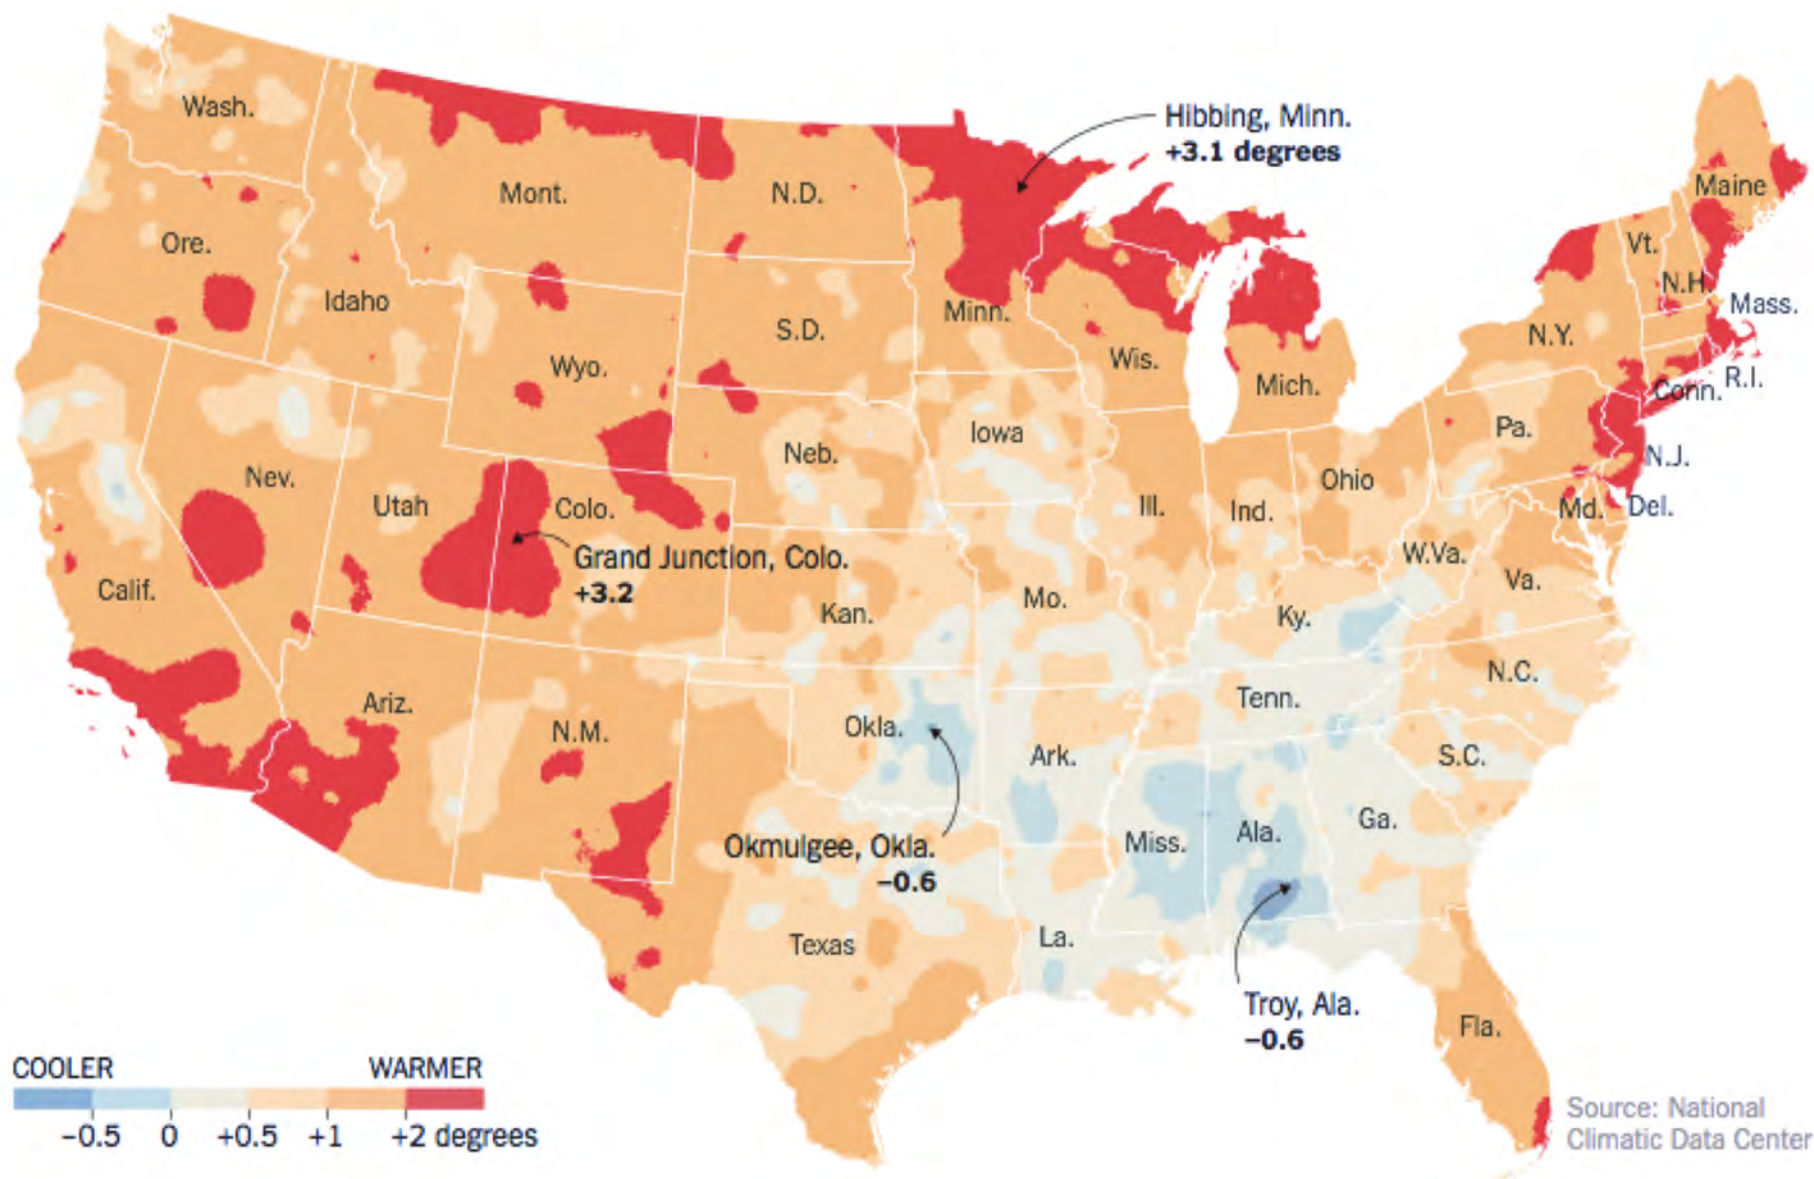 Wash.
Mont.
N.D.
Hibbing, Minn.
+3.1 degrees
Maine
Vt.
N.H.
Mass.
Ore.
Idaho
S.D.
Minn.
N.Y.
Wyo.
Wis.
Mich.
Conn.
R.I.
Nev.
Utah
Colo.
Neb.
Iowa
Ill.
Ind.
Ohio
Pa.
N.J.
Md.
Del.
Grand Junction, Colo.
+3.2
Calif.
Kan.
Mo.
Ky.
W.Va.
Va.
Ariz.
N.M.
Okla.
Ark.
Tenn.
N.C.
S.C.
Okmulgee, Okla.
−0.6
Miss.
Ala.
Ga.
Texas
La.
Troy, Ala.
−0.6
Fla.
COOLER
WARMER
−0.5
0
+0.5
+1
+2 degrees
Source: National
Climatic Data Center